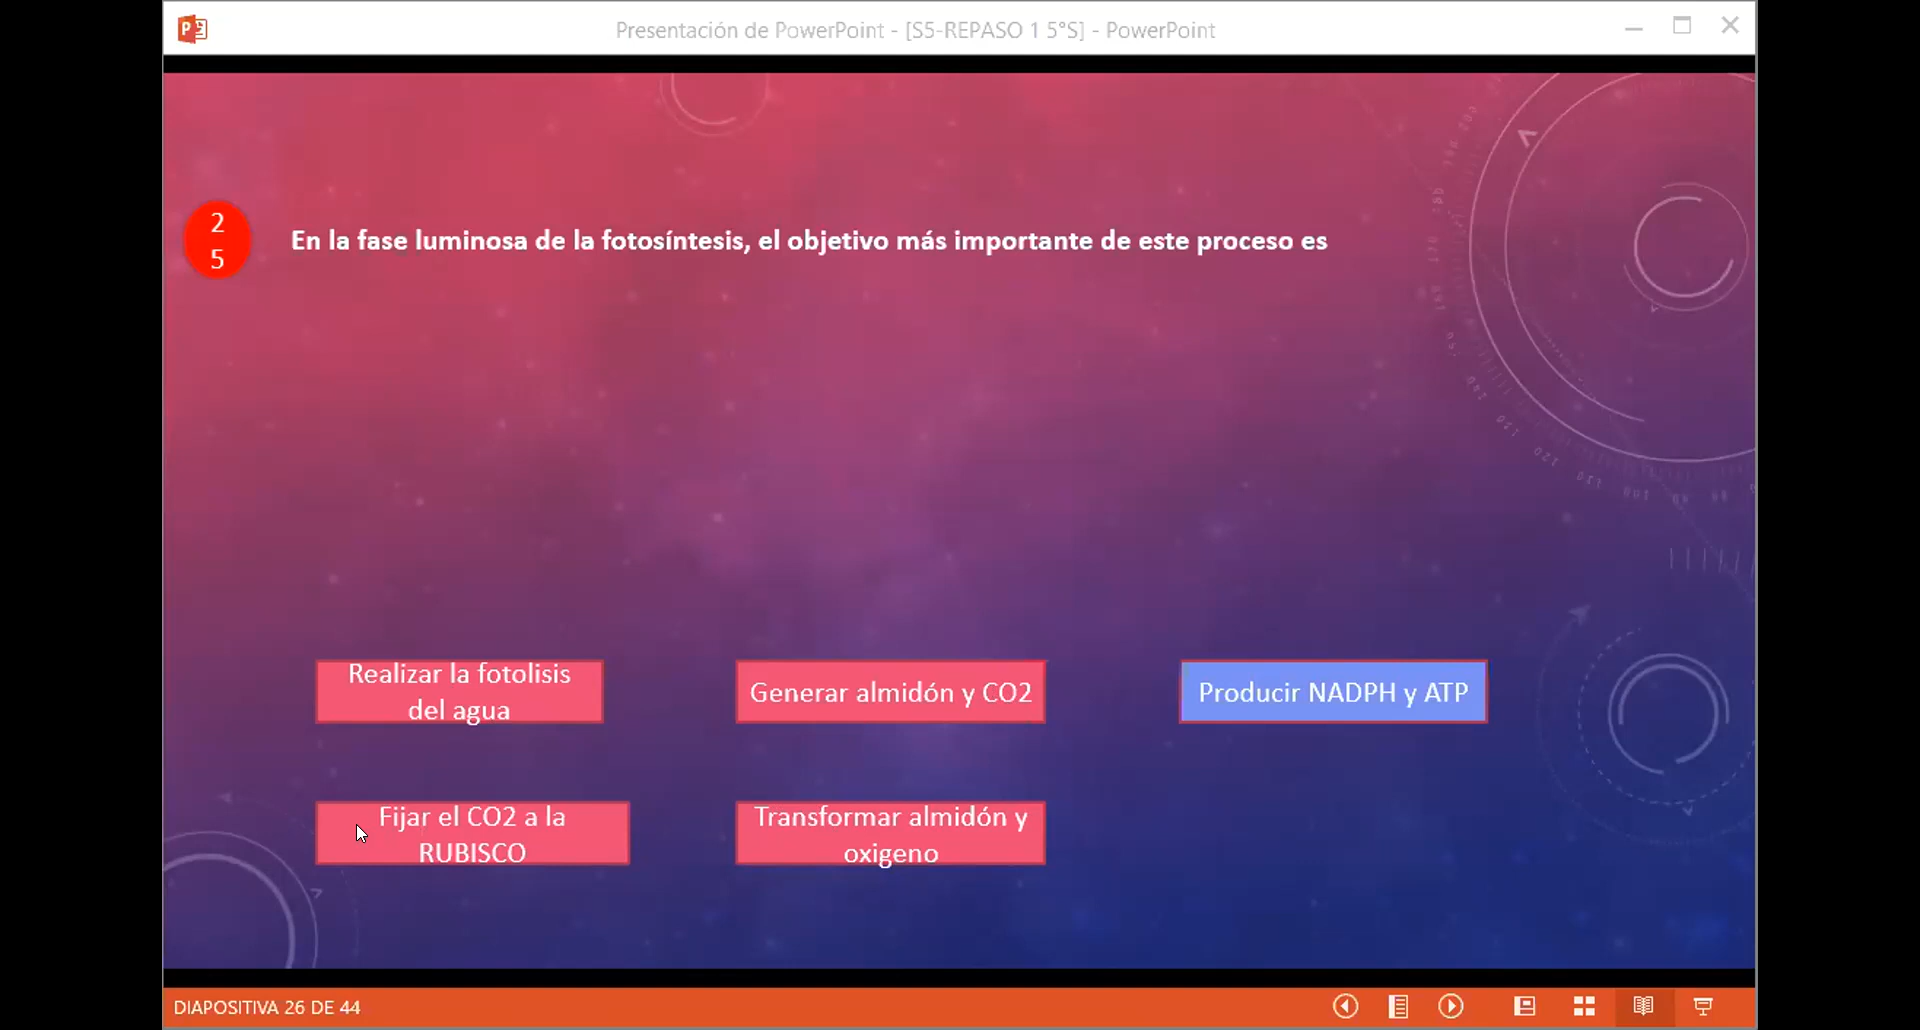 Presentación de PowerPoint - [S5-REPASO 1 5°S] - PowerPoint
2
5
En la fase luminosa de la fotosíntesis, el objetivo más importante de este proceso es
Realizar la fotolisis
del agua
Generar almidón y CO2
Producir NADPH y ATP
Fijar el CO2 a la
RUBISCO
Transformar almidón y
oxigeno
DIAPOSITIVA 26 DE 44